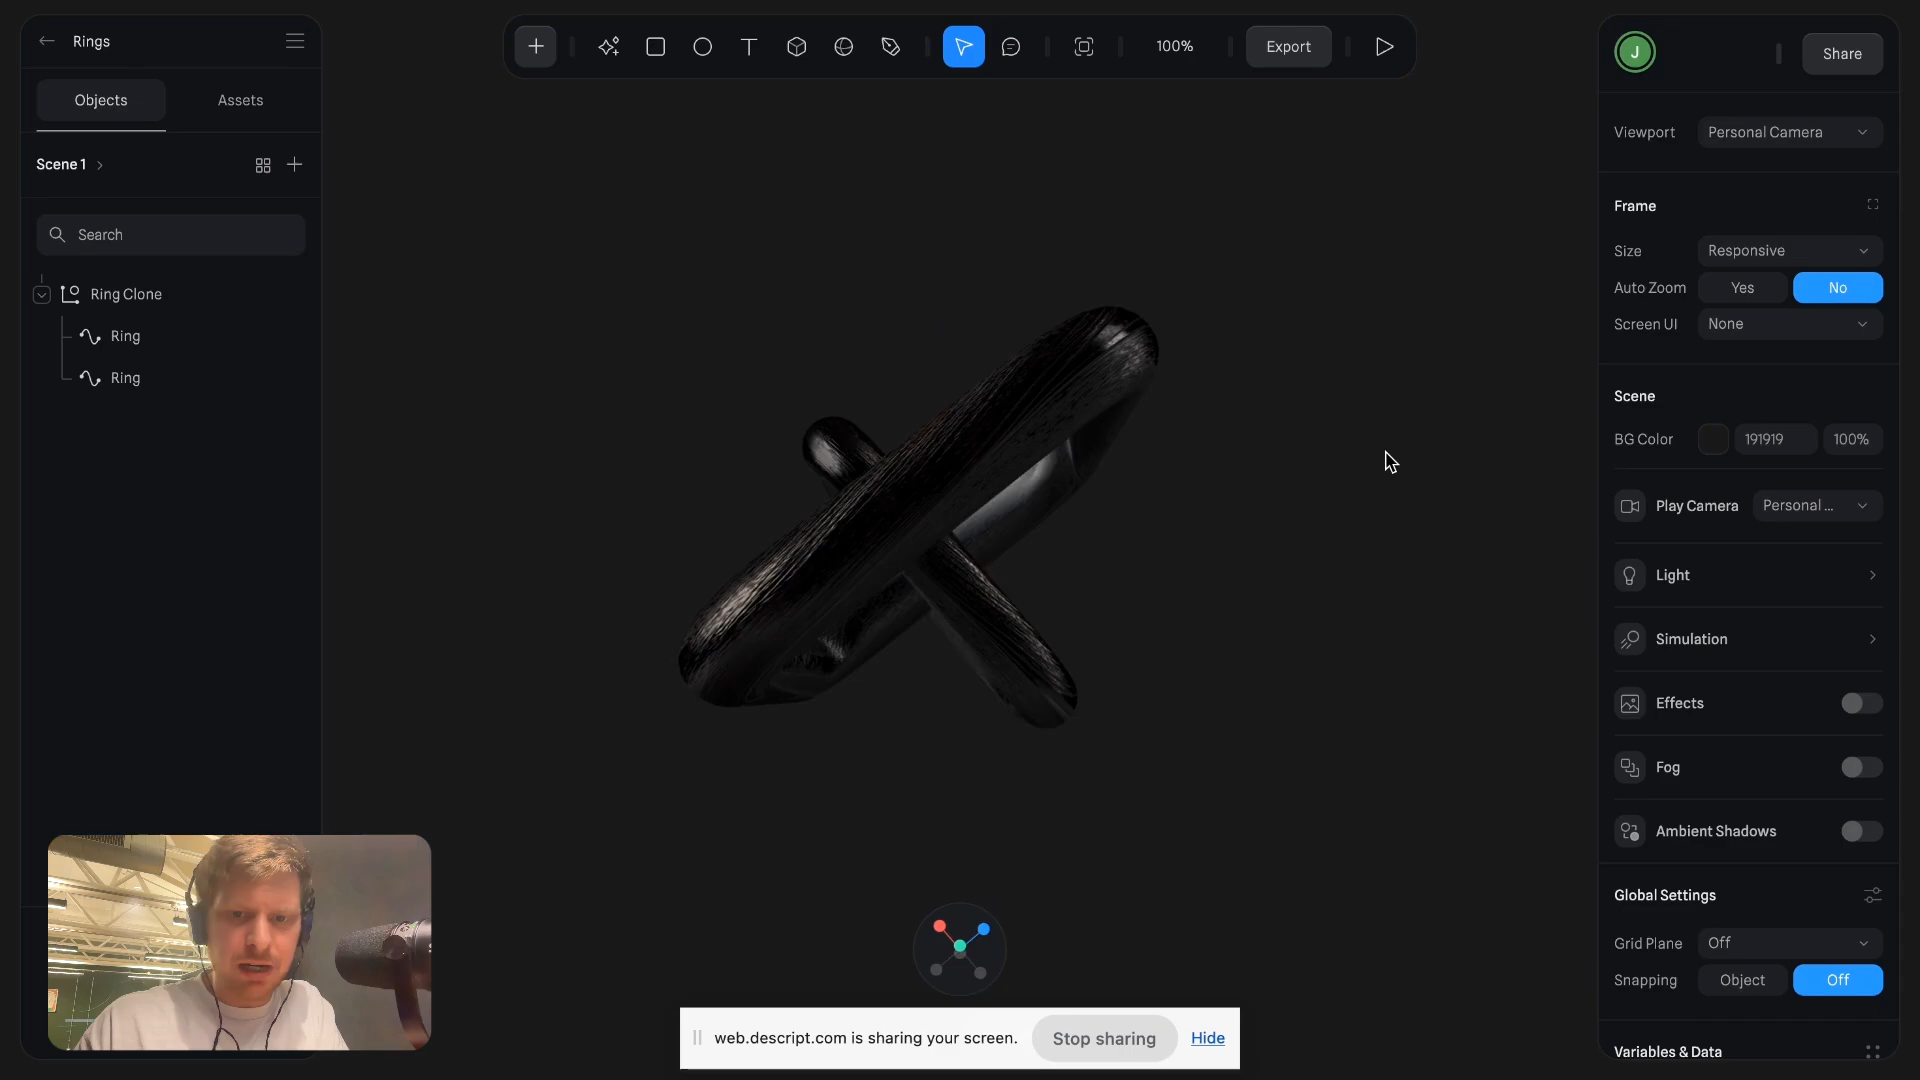 Rings
Objects
Assets
Scene 1
Search
Ring Clone
Ring
Ring
100%
Export
J
Share
Viewport
Personal Camera
Frame
Size
Responsive
Auto Zoom
Yes
No
Screen UI
None
Scene
BG Color
191919
100%
Play Camera
Personal ...
Light
Simulation
Effects
Fog
Ambient Shadows
Global Settings
Grid Plane
Off
Snapping
Object
Off
Variables & Data
web.descript.com is sharing your screen.
Stop sharing
Hide